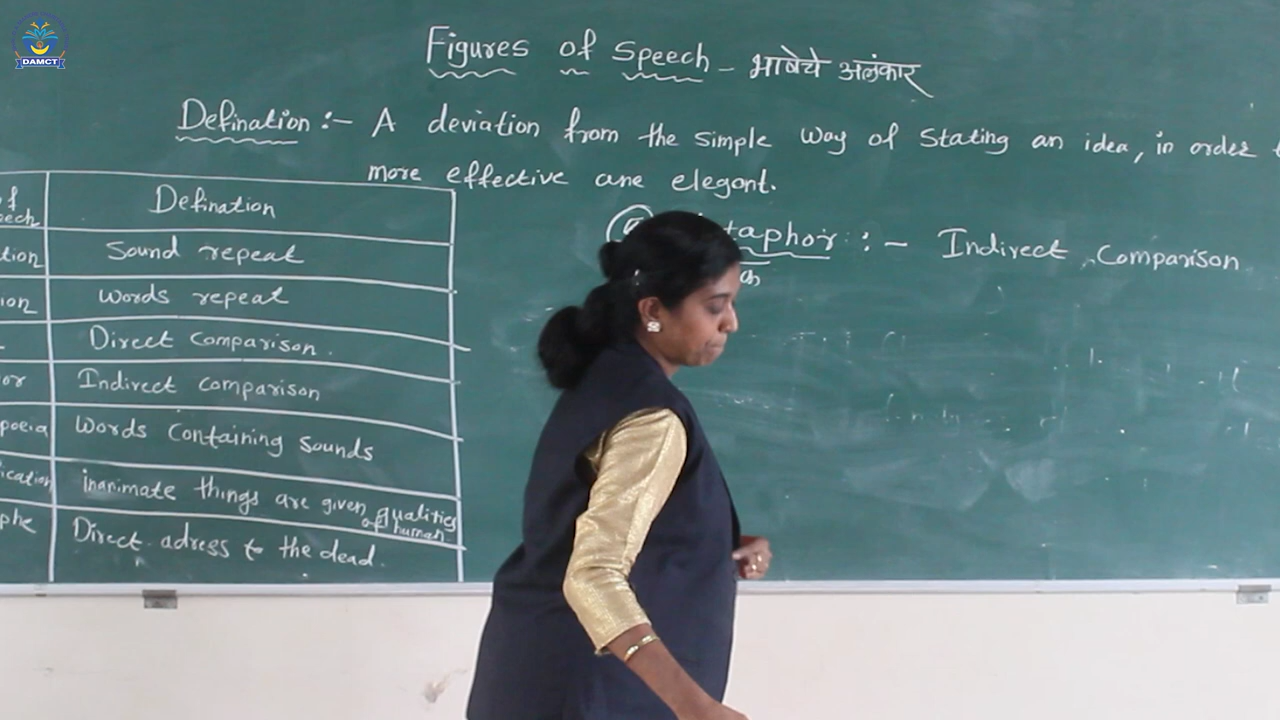 DAMCT
Figures of Speech – भाषेचे अलंकार
Defination :– A deviation from the simple way of stating an idea, in order
more effective ane elegant.
Defination
Sound repeat
Words repeat
Direct Comparison.
Indirect comparison
Words Containing sounds
inanimate things are given qualities
of human
Direct adress to the dead.
taphor :– Indirect Comparison